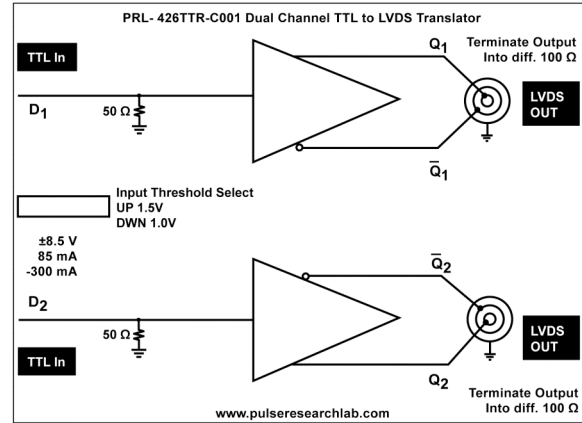 PRL- 426TTR-C001 Dual Channel TTL to LVDS Translator
TTL In
D1
50 Ω
Q1
Q̅1
Terminate Output
Into diff. 100 Ω
LVDS
OUT
Input Threshold Select
UP 1.5V
DWN 1.0V
±8.5 V
85 mA
-300 mA
D2
50 Ω
TTL In
Q̅2
Q2
LVDS
OUT
Terminate Output
Into diff. 100 Ω
www.pulseresearchlab.com